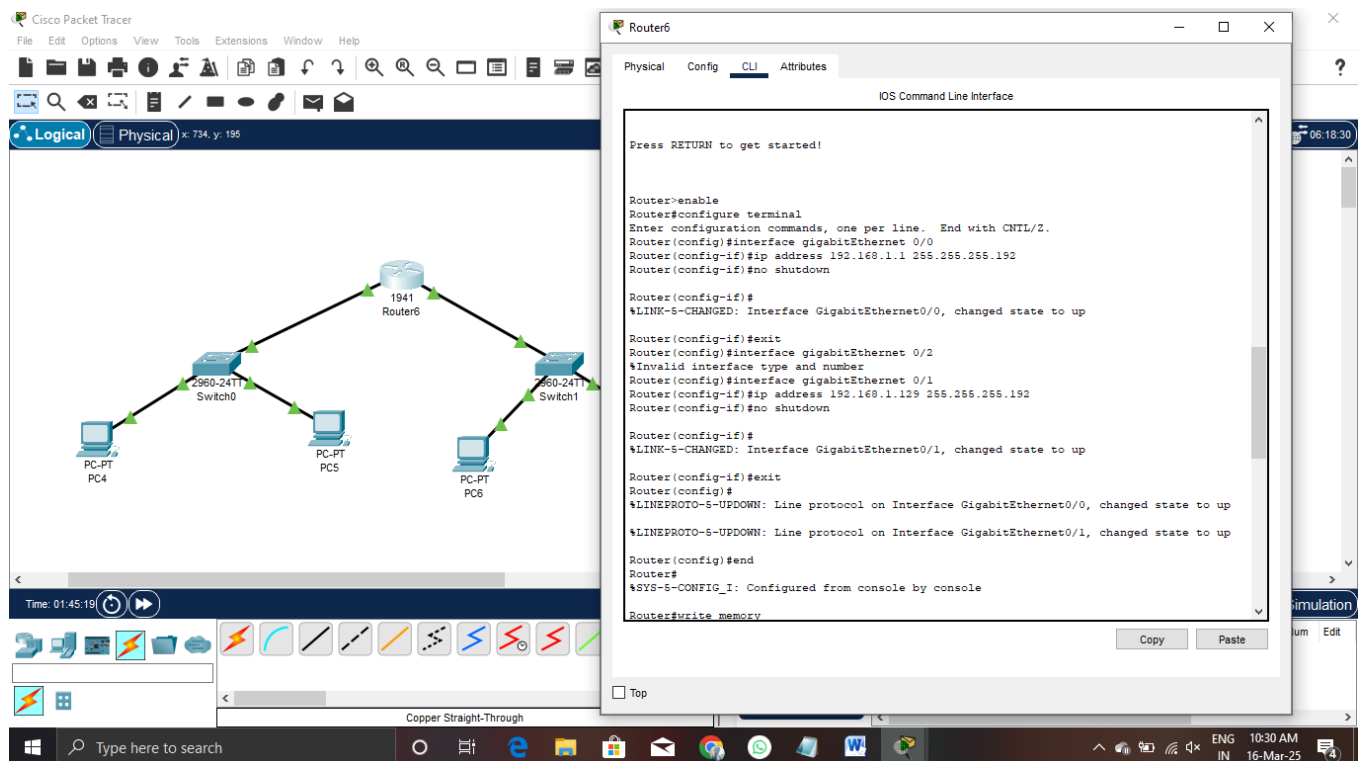 Cisco Packet Tracer
File Edit Options View Tools Extensions Window Help
Logical Physical x: 734, y: 195
06:18:30
1941
Router6
2960-24TT
Switch0
2960-24TT
Switch1
PC-PT
PC4
PC-PT
PC5
PC-PT
PC6
Time: 01:45:19
Simulation
Edit
Copper Straight-Through
Router6
Physical Config CLI Attributes
IOS Command Line Interface
Press RETURN to get started!
Router>enable
Router#configure terminal
Enter configuration commands, one per line. End with CNTL/Z.
Router(config)#interface gigabitEthernet 0/0
Router(config-if)#ip address 192.168.1.1 255.255.255.192
Router(config-if)#no shutdown
Router(config-if)#
%LINK-5-CHANGED: Interface GigabitEthernet0/0, changed state to up
Router(config-if)#exit
Router(config)#interface gigabitEthernet 0/2
%Invalid interface type and number
Router(config)#interface gigabitEthernet 0/1
Router(config-if)#ip address 192.168.1.129 255.255.255.192
Router(config-if)#no shutdown
Router(config-if)#
%LINK-5-CHANGED: Interface GigabitEthernet0/1, changed state to up
Router(config-if)#exit
Router(config)#
%LINEPROTO-5-UPDOWN: Line protocol on Interface GigabitEthernet0/0, changed state to up
%LINEPROTO-5-UPDOWN: Line protocol on Interface GigabitEthernet0/1, changed state to up
Router(config)#end
Router#
%SYS-5-CONFIG_I: Configured from console by console
Router#write memory
Copy Paste
Top
Type here to search
ENG
IN
10:30 AM
16-Mar-25
4